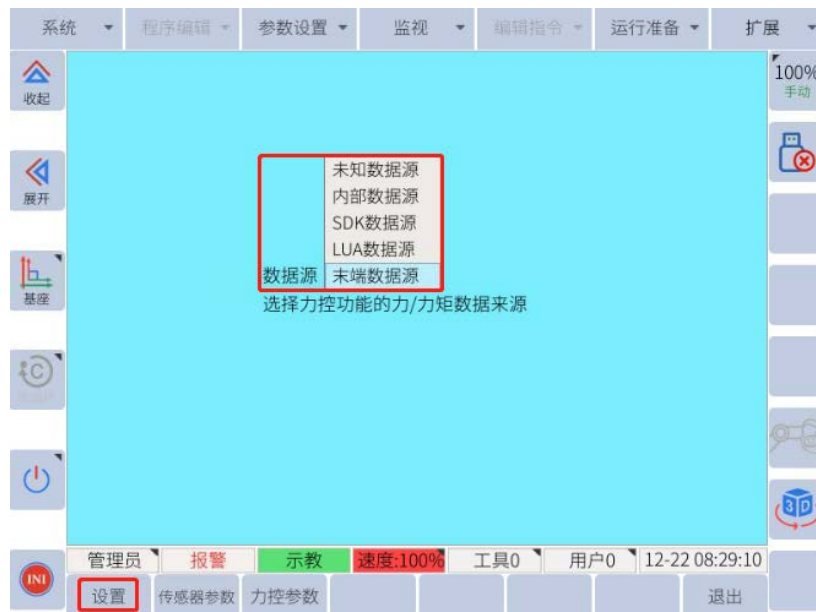 系统 程序编辑 参数设置 监视 编辑指令 运行准备 扩展
收起
100%
手动
展开
未知数据源
内部数据源
SDK数据源
LUA数据源
数据源 末端数据源
选择力控功能的力/力矩数据来源
基座
C
3D
管理员 报警 示教 速度:100% 工具0 用户0 12-22 08:29:10
INI
设置 传感器参数 力控参数 退出